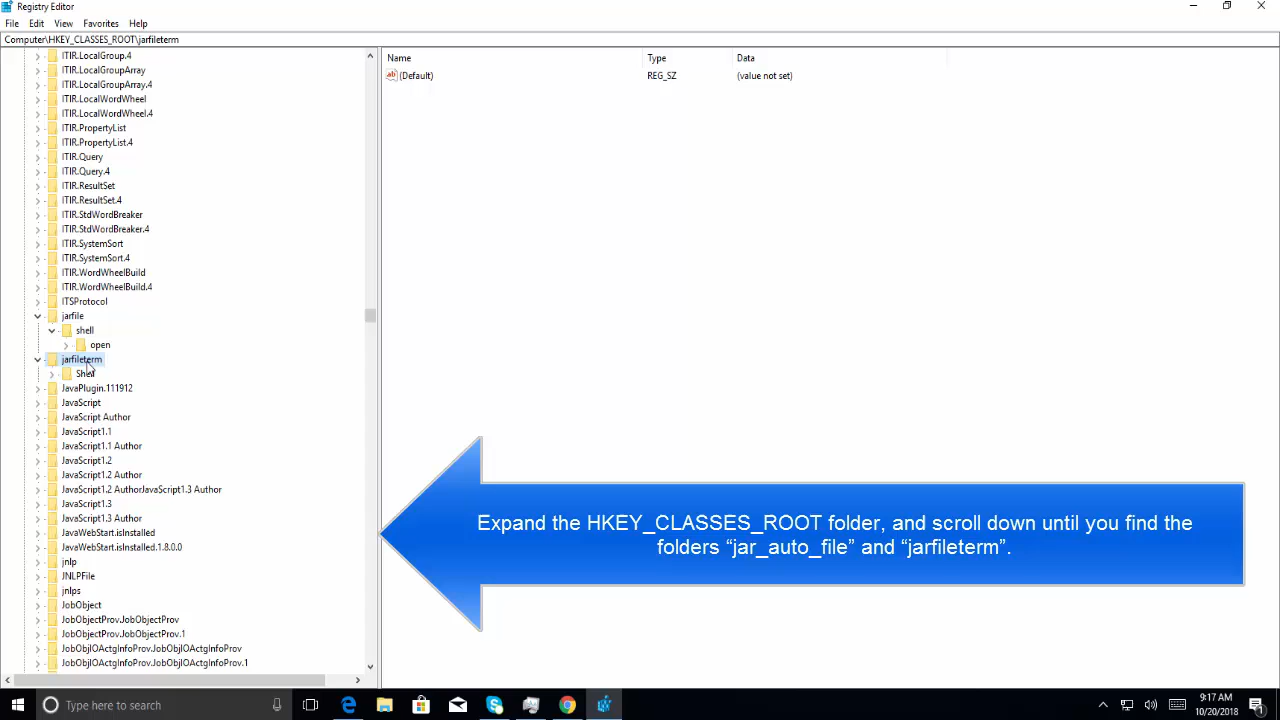 Registry Editor
File Edit View Favorites Help
Computer\HKEY_CLASSES_ROOT\jarfileterm
Name Type Data
(Default) REG_SZ (value not set)
ITIR.LocalGroup.4
ITIR.LocalGroupArray
ITIR.LocalGroupArray.4
ITIR.LocalWordWheel
ITIR.LocalWordWheel.4
ITIR.PropertyList
ITIR.PropertyList.4
ITIR.Query
ITIR.Query.4
ITIR.ResultSet
ITIR.ResultSet.4
ITIR.StdWordBreaker
ITIR.StdWordBreaker.4
ITIR.SystemSort
ITIR.SystemSort.4
ITIR.WordWheelBuild
ITIR.WordWheelBuild.4
ITSProtocol
jarfile
shell
open
jarfileterm
Shell
JavaPlugin.111912
JavaScript
JavaScript Author
JavaScript1.1
JavaScript1.1 Author
JavaScript1.2
JavaScript1.2 Author
JavaScript1.2 AuthorJavaScript1.3 Author
JavaScript1.3
JavaScript1.3 Author
JavaWebStart.isInstalled
JavaWebStart.isInstalled.1.8.0.0
jnlp
JNLPFile
jnlps
JobObject
JobObjectProv.JobObjectProv
JobObjectProv.JobObjectProv.1
JobObjIOActgInfoProv.JobObjIOActgInfoProv
JobObjIOActgInfoProv.JobObjIOActgInfoProv.1
Expand the HKEY_CLASSES_ROOT folder, and scroll down until you find the
folders “jar_auto_file” and “jarfileterm”.
Type here to search
9:17 AM
10/20/2018
1